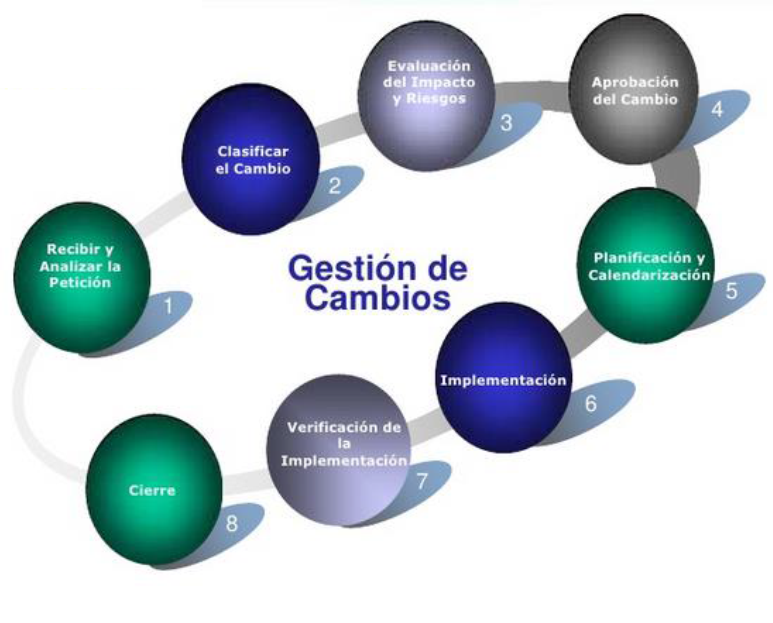 Recibir y
Analizar la
Petición
1
Clasificar
el Cambio
2
Evaluación
del Impacto
y Riesgos
3
Aprobación
del Cambio
4
Planificación y
Calendarización
5
Implementación
6
Verificación de
la
Implementación
7
Cierre
8
Gestión de
Cambios